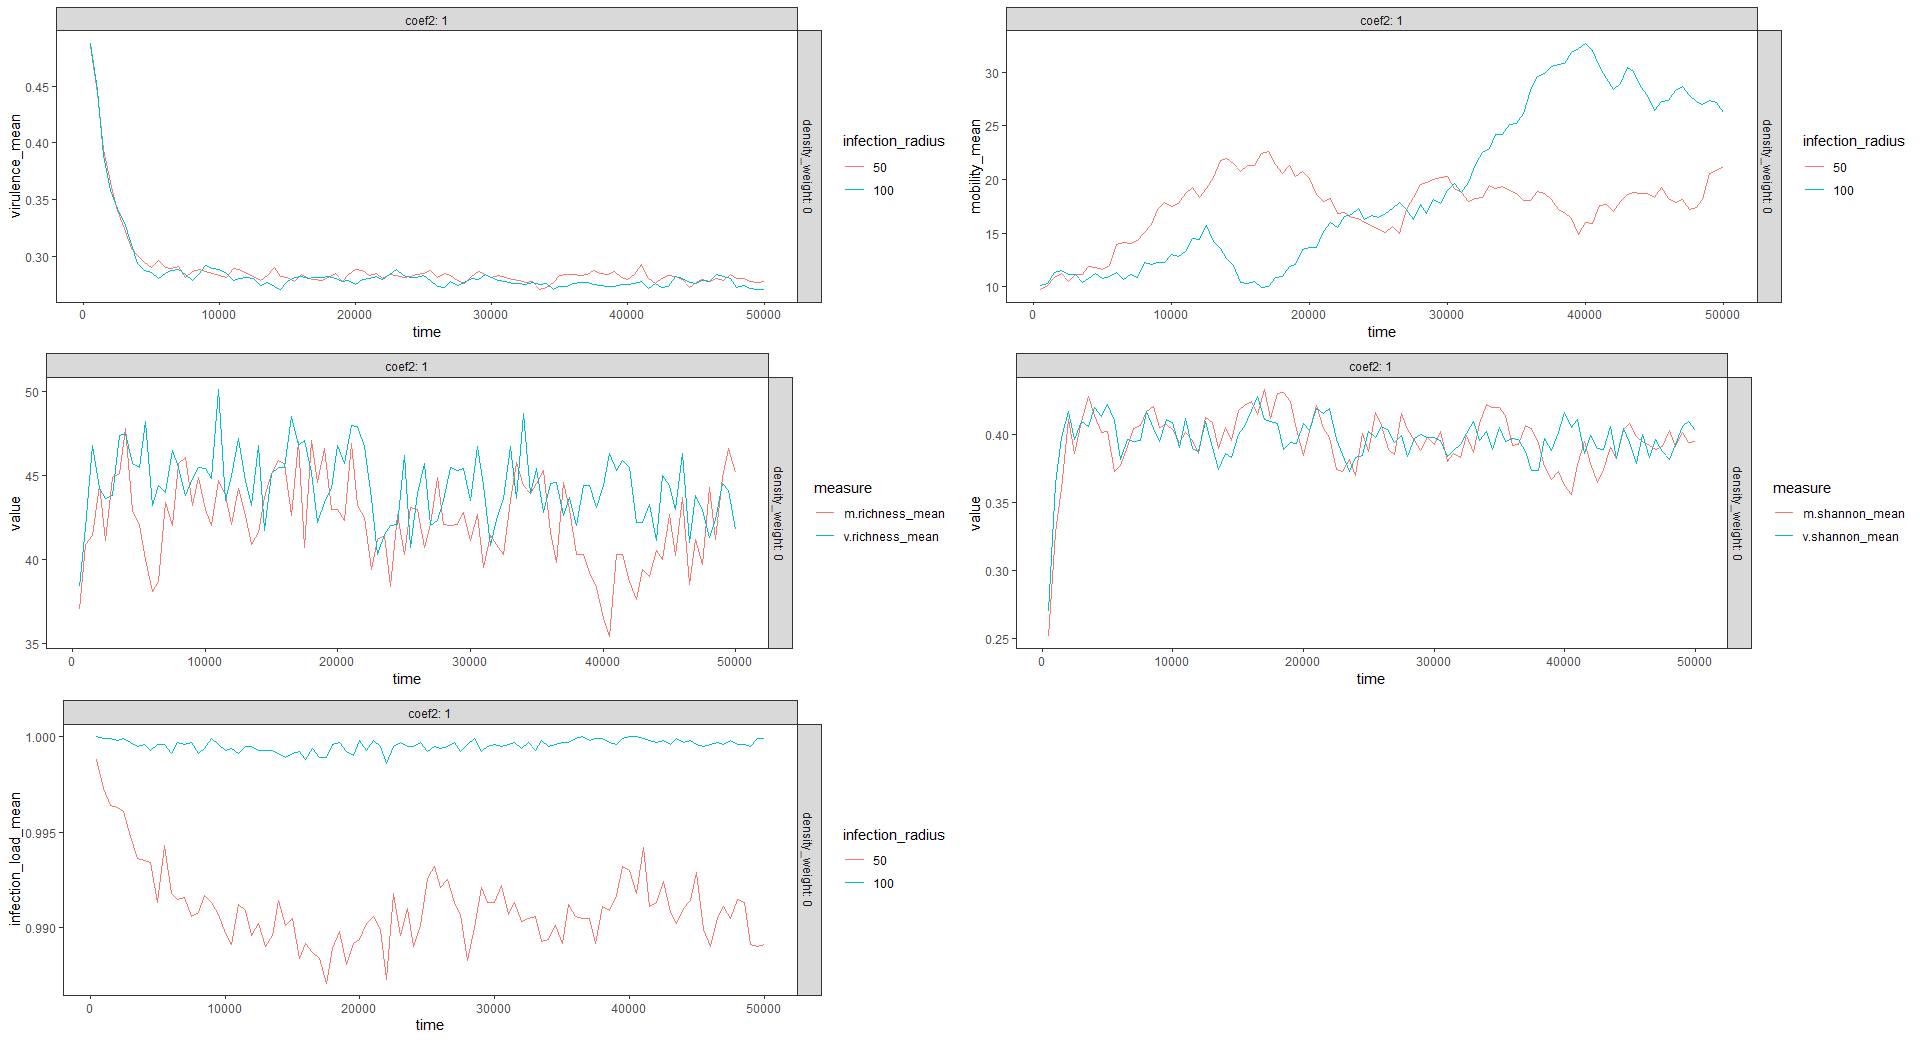 coef2: 1
virulence_mean
0.45
0.40
0.35
0.30
0
10000
20000
30000
40000
50000
time
density_weight: 0
infection_radius
50
100
coef2: 1
mobility_mean
30
25
20
15
10
0
10000
20000
30000
40000
50000
time
density_weight: 0
infection_radius
50
100
coef2: 1
value
50
45
40
35
0
10000
20000
30000
40000
50000
time
density_weight: 0
measure
m.richness_mean
v.richness_mean
coef2: 1
value
0.40
0.35
0.30
0.25
0
10000
20000
30000
40000
50000
time
density_weight: 0
measure
m.shannon_mean
v.shannon_mean
coef2: 1
infection_load_mean
1.000
0.995
0.990
0
10000
20000
30000
40000
50000
time
density_weight: 0
infection_radius
50
100